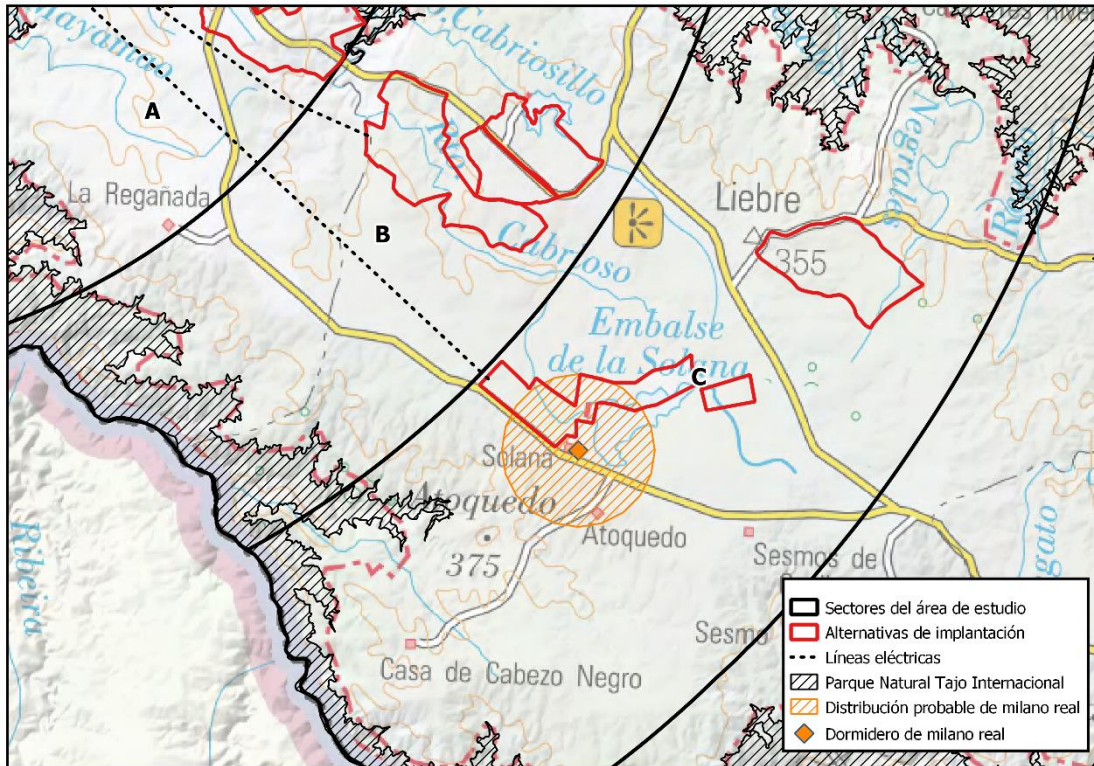 Mayanito
Cabriosillo
A
La Regañada
B
Liebre
355
Negrales
Cabrioso
Embalse
de la Solana
C
Solana
Atoquedo
Atoquedo
375
Sesmos de
Sesmo
Casa de Cabezo Negro
Ribeira
Sectores del área de estudio
Alternativas de implantación
Líneas eléctricas
Parque Natural Tajo Internacional
Distribución probable de milano real
Dormidero de milano real